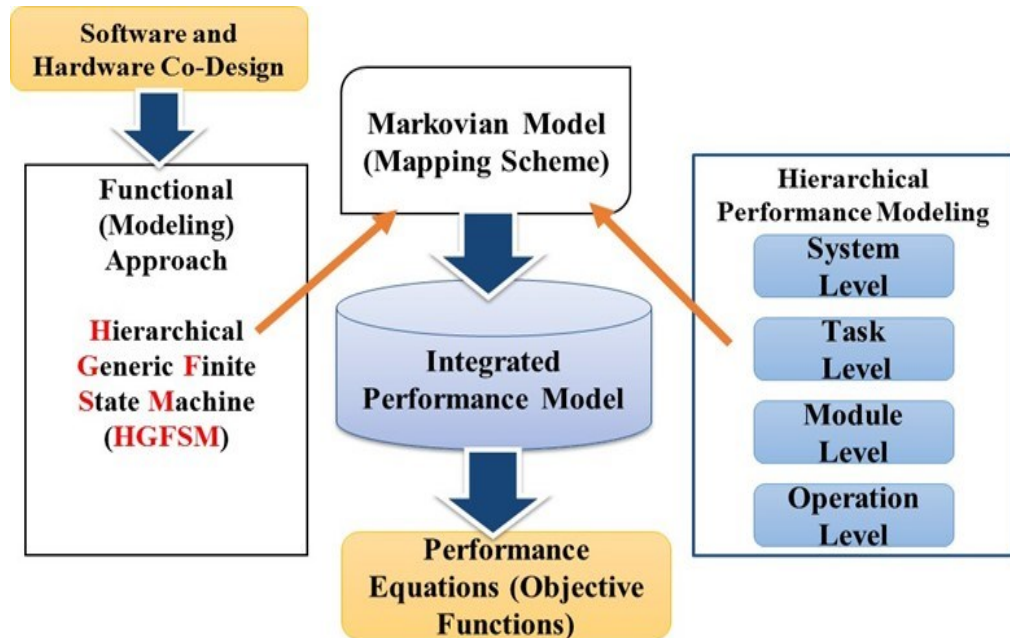 Software and
Hardware Co-Design
Functional
(Modeling)
Approach
Hierarchical
Generic Finite
State Machine
(HGFSM)
Markovian Model
(Mapping Scheme)
Integrated
Performance Model
Performance
Equations (Objective
Functions)
Hierarchical
Performance Modeling
System
Level
Task
Level
Module
Level
Operation
Level